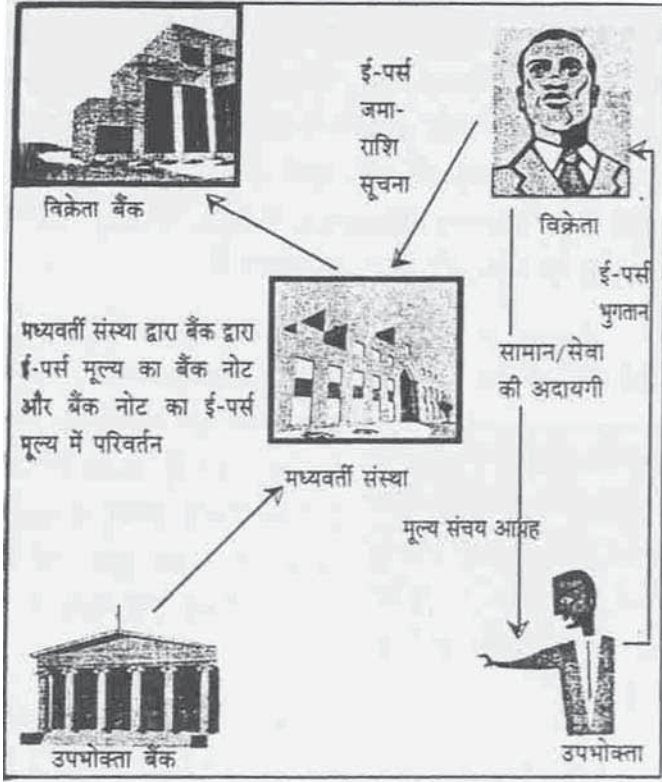 ई-पर्स
जमा-
राशि
सूचना
विक्रेता बैंक
विक्रेता
ई-पर्स
भुगतान
मध्यवर्ती संस्था द्वारा बैंक द्वारा
ई-पर्स मूल्य का बैंक नोट
और बैंक नोट का ई-पर्स
मूल्य में परिवर्तन
सामान/सेवा
की अदायगी
मध्यवर्ती संस्था
मूल्य संचय आग्रह
उपभोक्ता बैंक
उपभोक्ता